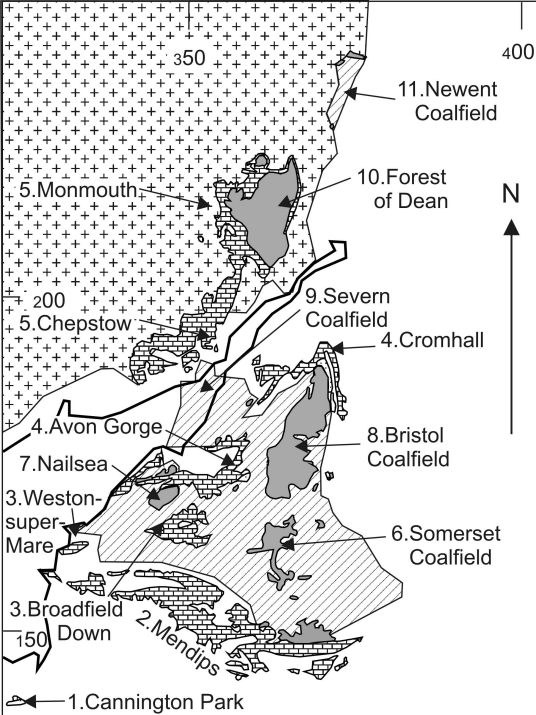 350
400
11.Newent
Coalfield
5.Monmouth
10.Forest
of Dean
N
200
9.Severn
Coalfield
5.Chepstow
4.Cromhall
4.Avon Gorge
7.Nailsea
8.Bristol
Coalfield
3.Weston-
super-
Mare
6.Somerset
Coalfield
3.Broadfield
Down
2.Mendips
150
1.Cannington Park